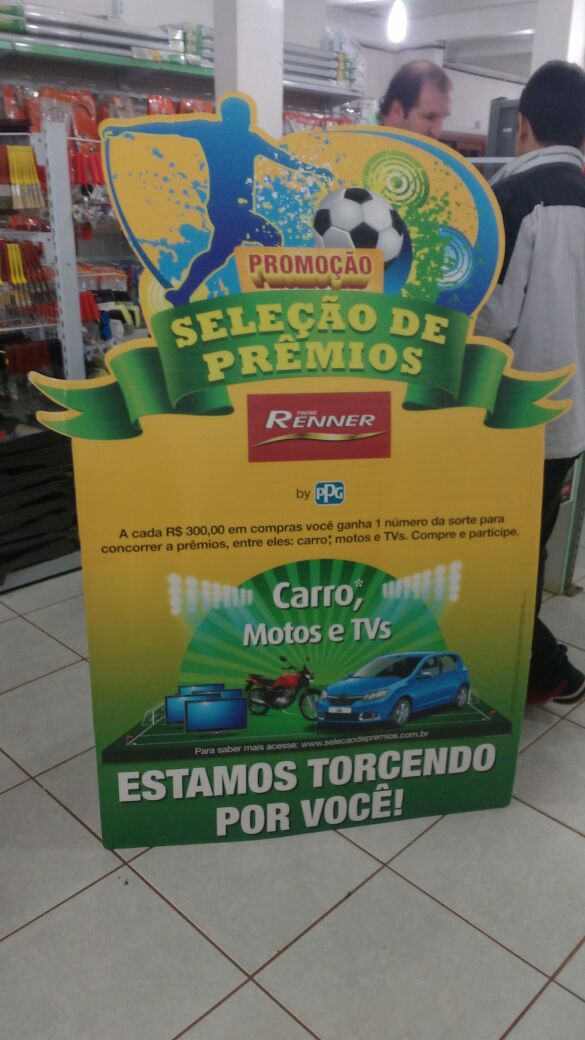 PROMOÇÃO
SELEÇÃO DE
PRÊMIOS
TINTAS
RENNER
by PPG
A cada R$ 300,00 em compras você ganha 1 número da sorte para
concorrer a prêmios, entre eles: carro*, motos e TVs. Compre e participe.
Carro*,
Motos e TVs
Para saber mais acesse: www.selecaodepremios.com.br
ESTAMOS TORCENDO
POR VOCÊ!